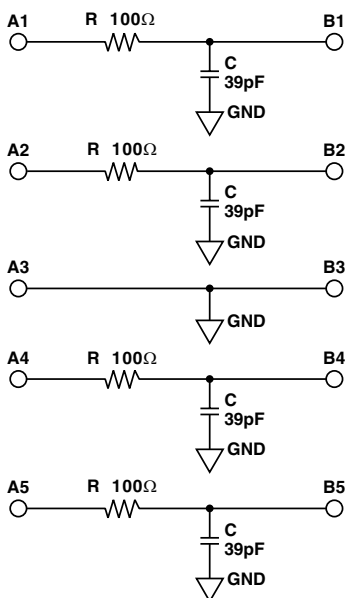 A1 R 100Ω B1
C
39pF
GND
A2 R 100Ω B2
C
39pF
GND
A3 B3
GND
A4 R 100Ω B4
C
39pF
GND
A5 R 100Ω B5
C
39pF
GND